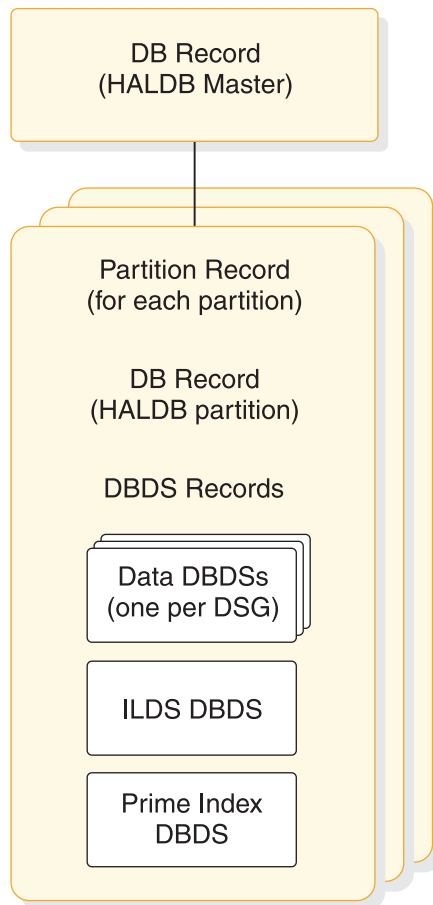 DB Record
(HALDB Master)
Partition Record
(for each partition)
DB Record
(HALDB partition)
DBDS Records
Data DBDSs
(one per DSG)
ILDS DBDS
Prime Index
DBDS